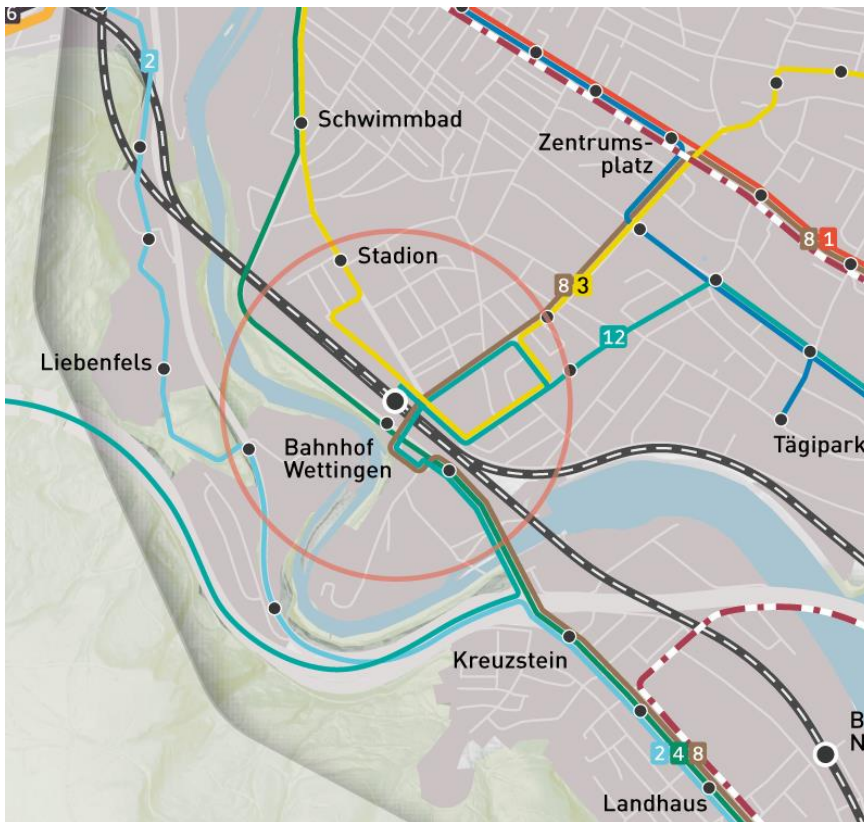 6
2
Schwimmbad
Zentrums-
platz
8 1
Stadion
8 3
12
Liebenfels
Tägipark
Bahnhof
Wettingen
Kreuzstein
B
N
2 4 8
Landhaus